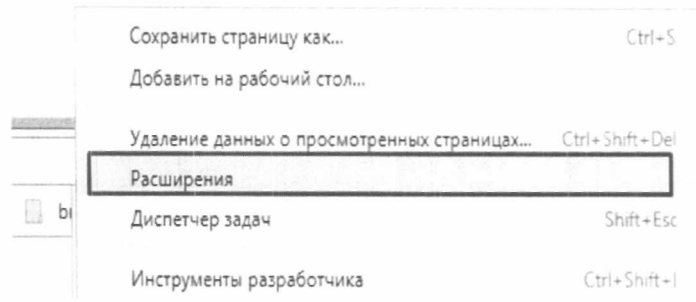 Сохранить страницу как... Ctrl+S
Добавить на рабочий стол...
Удаление данных о просмотренных страницах... Ctrl+Shift+Del
Расширения
Диспетчер задач Shift+Esc
Инструменты разработчика Ctrl+Shift+I